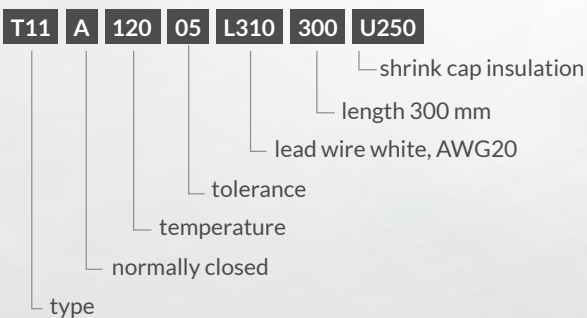 T11 A 120 05 L310 300 U250
shrink cap insulation
length 300 mm
lead wire white, AWG20
tolerance
temperature
normally closed
type